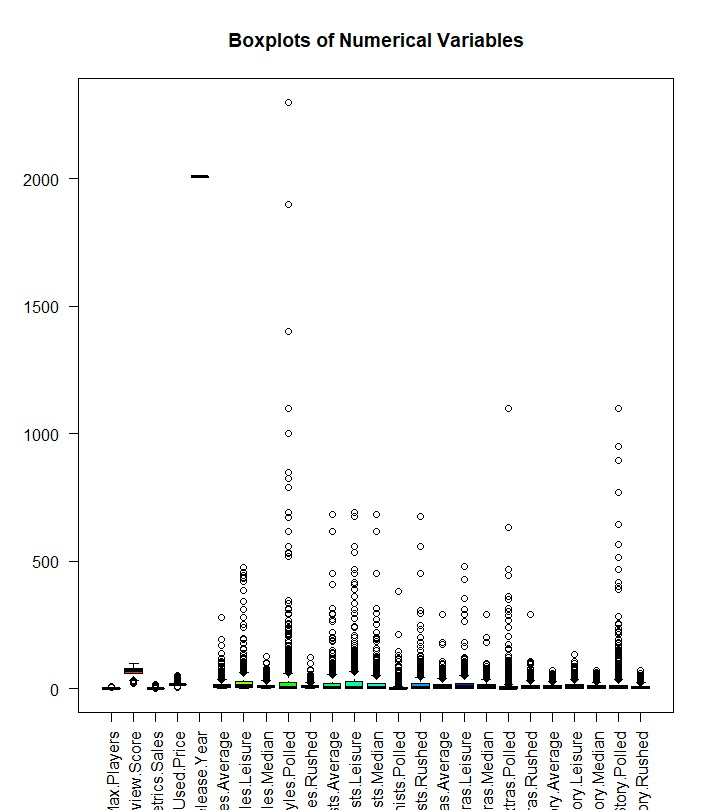 Boxplots of Numerical Variables
2000
1500
1000
500
0
Max.Players
view.Score
etrics.Sales
Used.Price
lease.Year
es.Average
les.Leisure
les.Median
yles.Polled
es.Rushed
sts.Average
sts.Leisure
sts.Median
nists.Polled
sts.Rushed
as.Average
ras.Leisure
ras.Median
xtras.Polled
ras.Rushed
ory.Average
ory.Leisure
ory.Median
Story.Polled
ory.Rushed